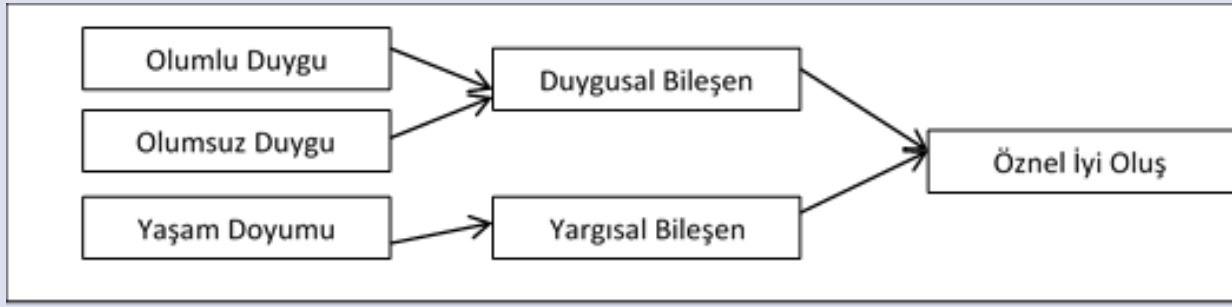 Olumlu Duygu
Olumsuz Duygu
Yaşam Doyumu
Duygusal Bileşen
Yargısal Bileşen
Öznel İyi Oluş